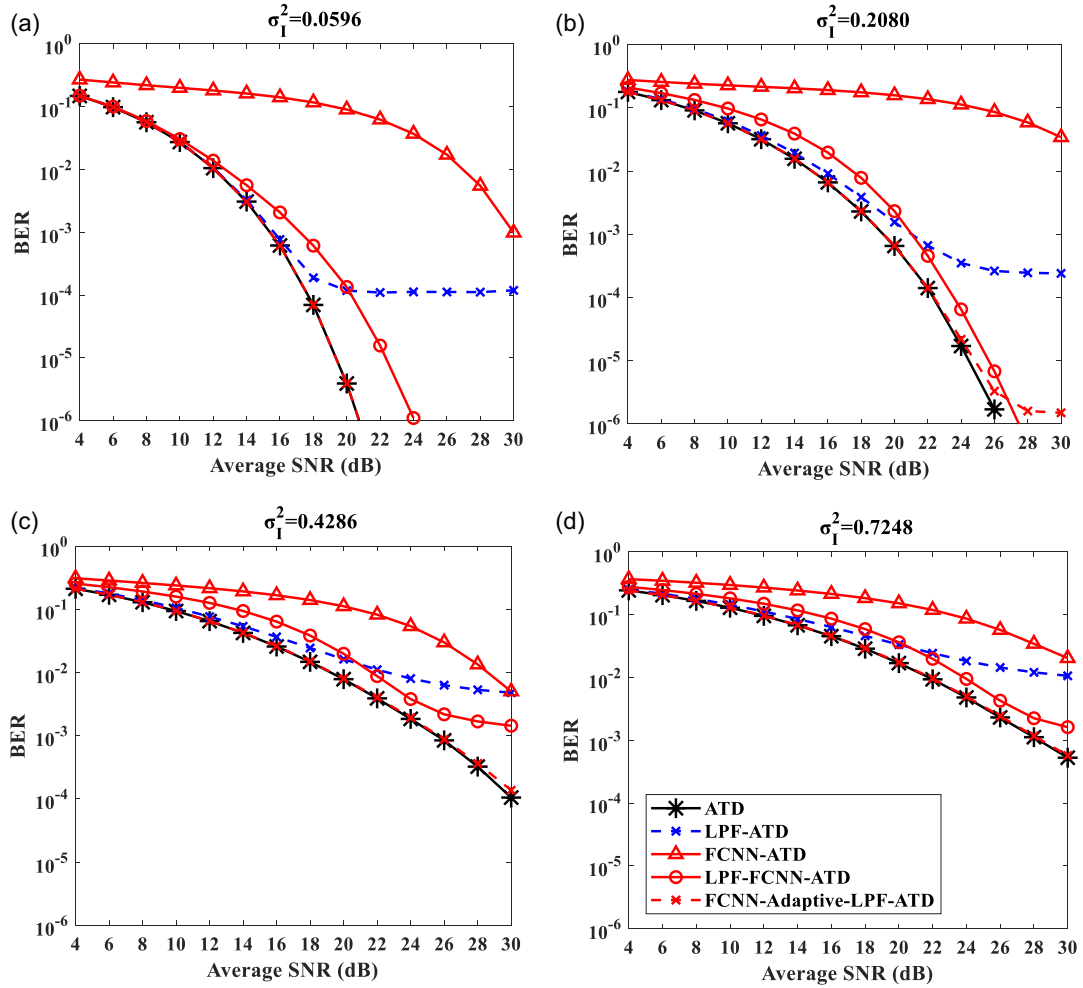 (a)
σ_I^2=0.0596
10^0
10^-1
10^-2
10^-3
10^-4
10^-5
10^-6
BER
4 6 8 10 12 14 16 18 20 22 24 26 28 30
Average SNR (dB)
(b)
σ_I^2=0.2080
10^0
10^-1
10^-2
10^-3
10^-4
10^-5
10^-6
BER
4 6 8 10 12 14 16 18 20 22 24 26 28 30
Average SNR (dB)
(c)
σ_I^2=0.4286
10^0
10^-1
10^-2
10^-3
10^-4
10^-5
10^-6
BER
4 6 8 10 12 14 16 18 20 22 24 26 28 30
Average SNR (dB)
(d)
σ_I^2=0.7248
10^0
10^-1
10^-2
10^-3
10^-4
10^-5
10^-6
BER
ATD
LPF-ATD
FCNN-ATD
LPF-FCNN-ATD
FCNN-Adaptive-LPF-ATD
4 6 8 10 12 14 16 18 20 22 24 26 28 30
Average SNR (dB)